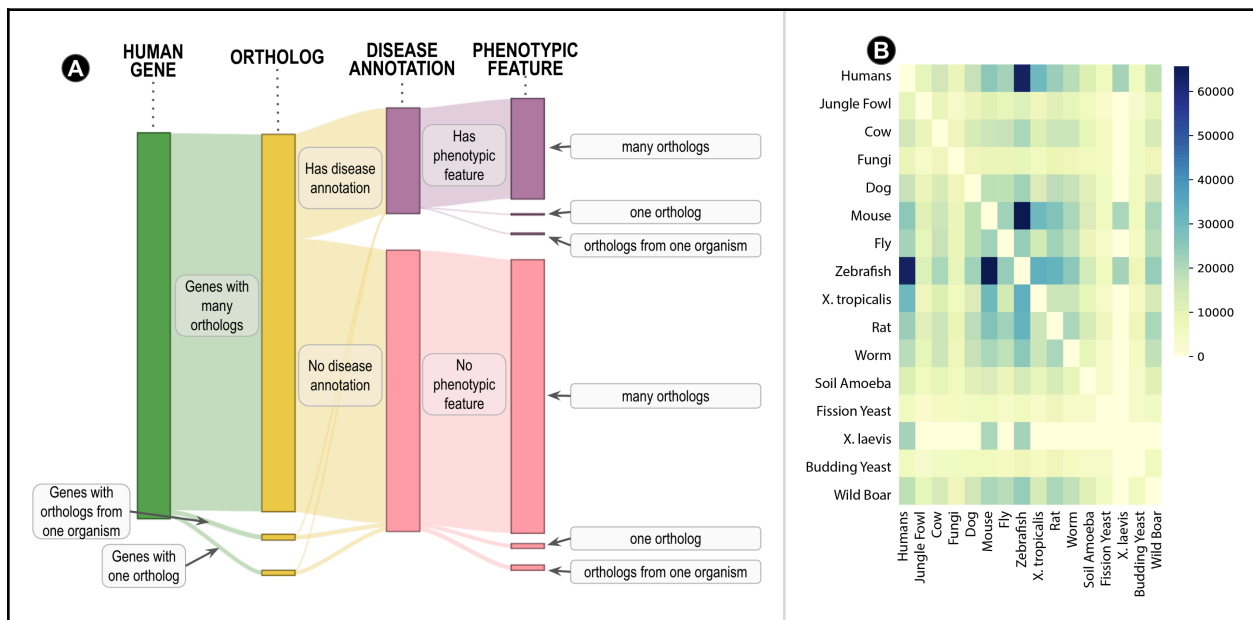 A
HUMAN
GENE
ORTHOLOG
DISEASE
ANNOTATION
PHENOTYPIC
FEATURE
Has disease
annotation
Has
phenotypic
feature
many orthologs
one ortholog
orthologs from one organism
Genes with
many
orthologs
No disease
annotation
No
phenotypic
feature
many orthologs
Genes with
orthologs from
one organism
Genes with
one ortholog
one ortholog
orthologs from one organism
B
Humans
Jungle Fowl
Cow
Fungi
Dog
Mouse
Fly
Zebrafish
X. tropicalis
Rat
Worm
Soil Amoeba
Fission Yeast
X. laevis
Budding Yeast
Wild Boar
Humans
Jungle Fowl
Cow
Fungi
Dog
Mouse
Fly
Zebrafish
X. tropicalis
Rat
Worm
Soil Amoeba
Fission Yeast
X. laevis
Budding Yeast
Wild Boar
60000
50000
40000
30000
20000
10000
0